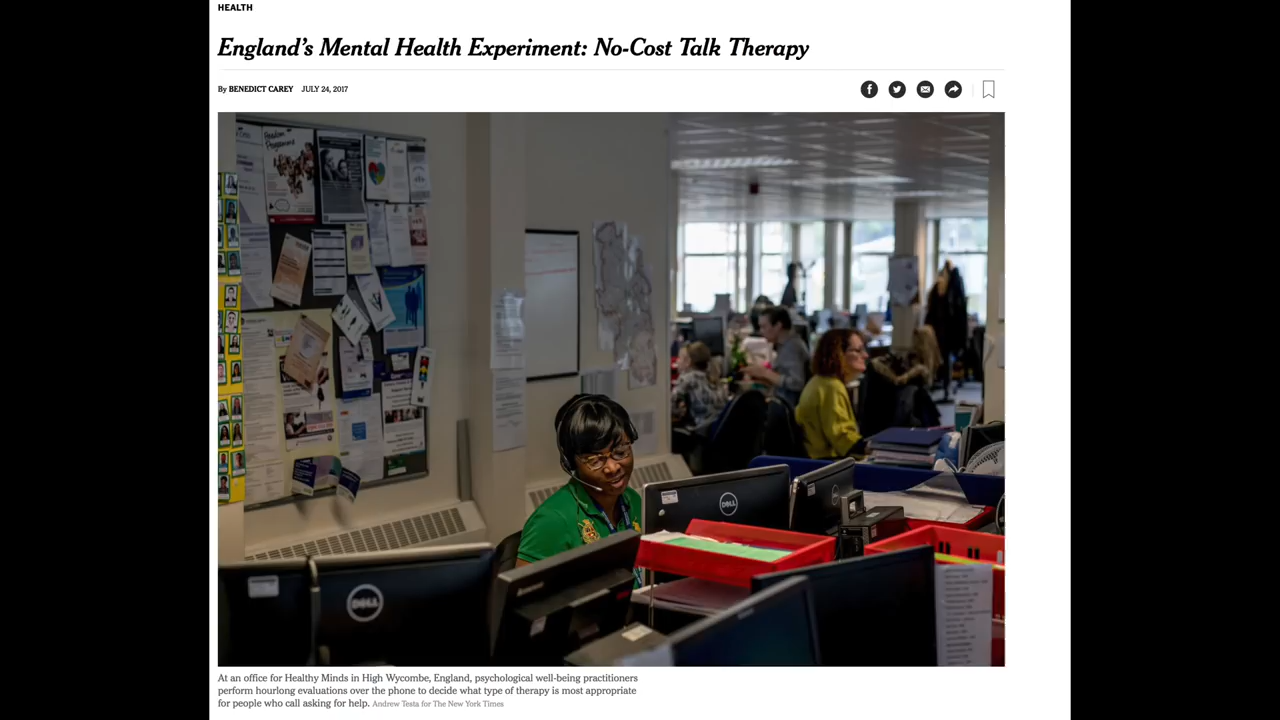 HEALTH
England's Mental Health Experiment: No-Cost Talk Therapy
By BENEDICT CAREY JULY 24, 2017
DELL
DELL
At an office for Healthy Minds in High Wycombe, England, psychological well-being practitioners
perform hourlong evaluations over the phone to decide what type of therapy is most appropriate
for people who call asking for help. Andrew Testa for The New York Times